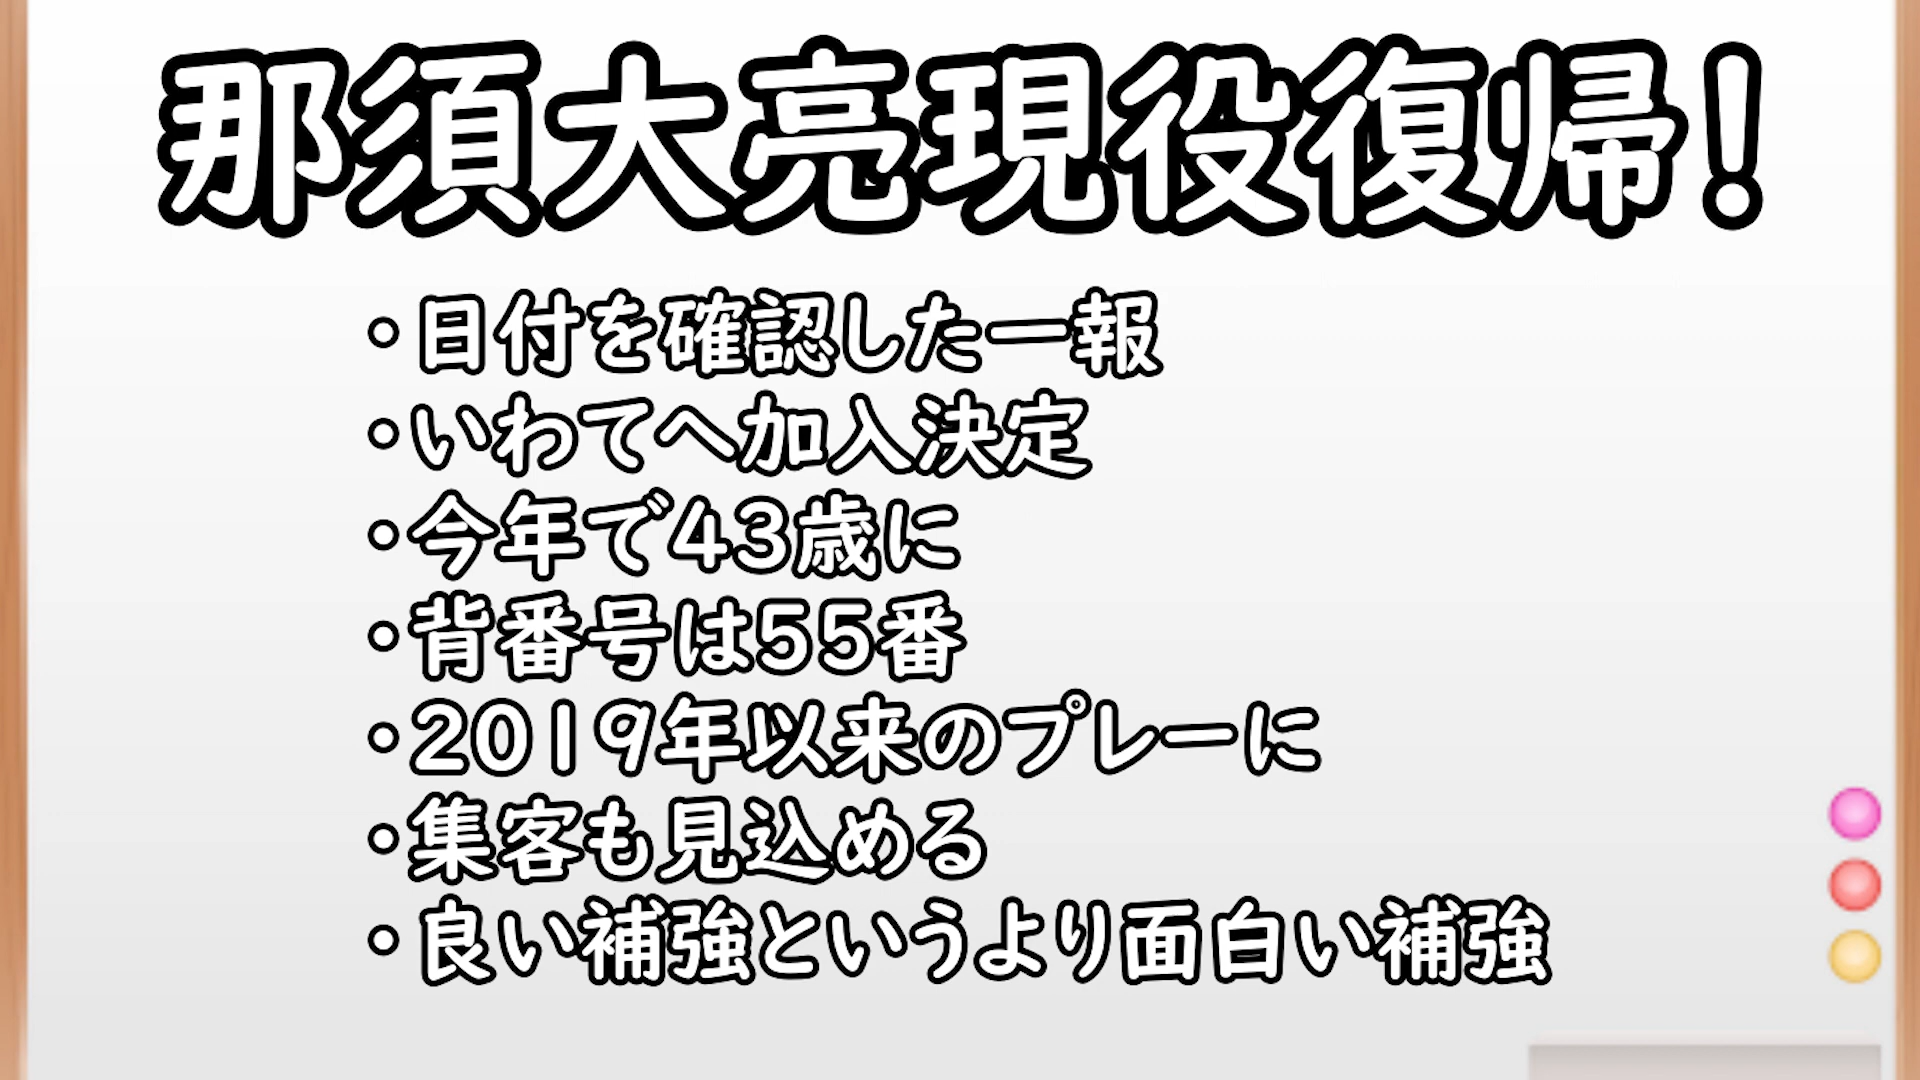 那須大亮現役復帰!
・日付を確認した一報
・いわてへ加入決定
・今年で43歳に
・背番号は55番
・2019年以来のプレーに
・集客も見込める
・良い補強というより面白い補強